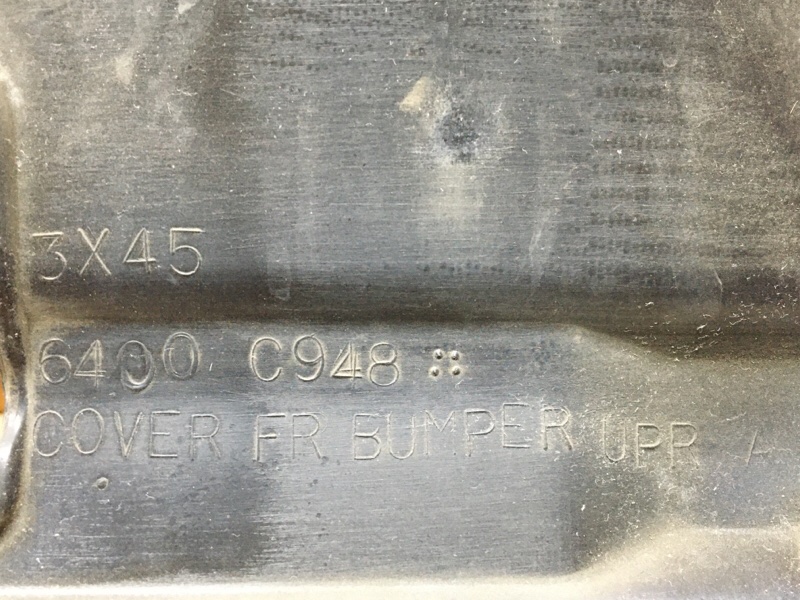 3X45
6400 C948
COVER FR BUMPER UPR A